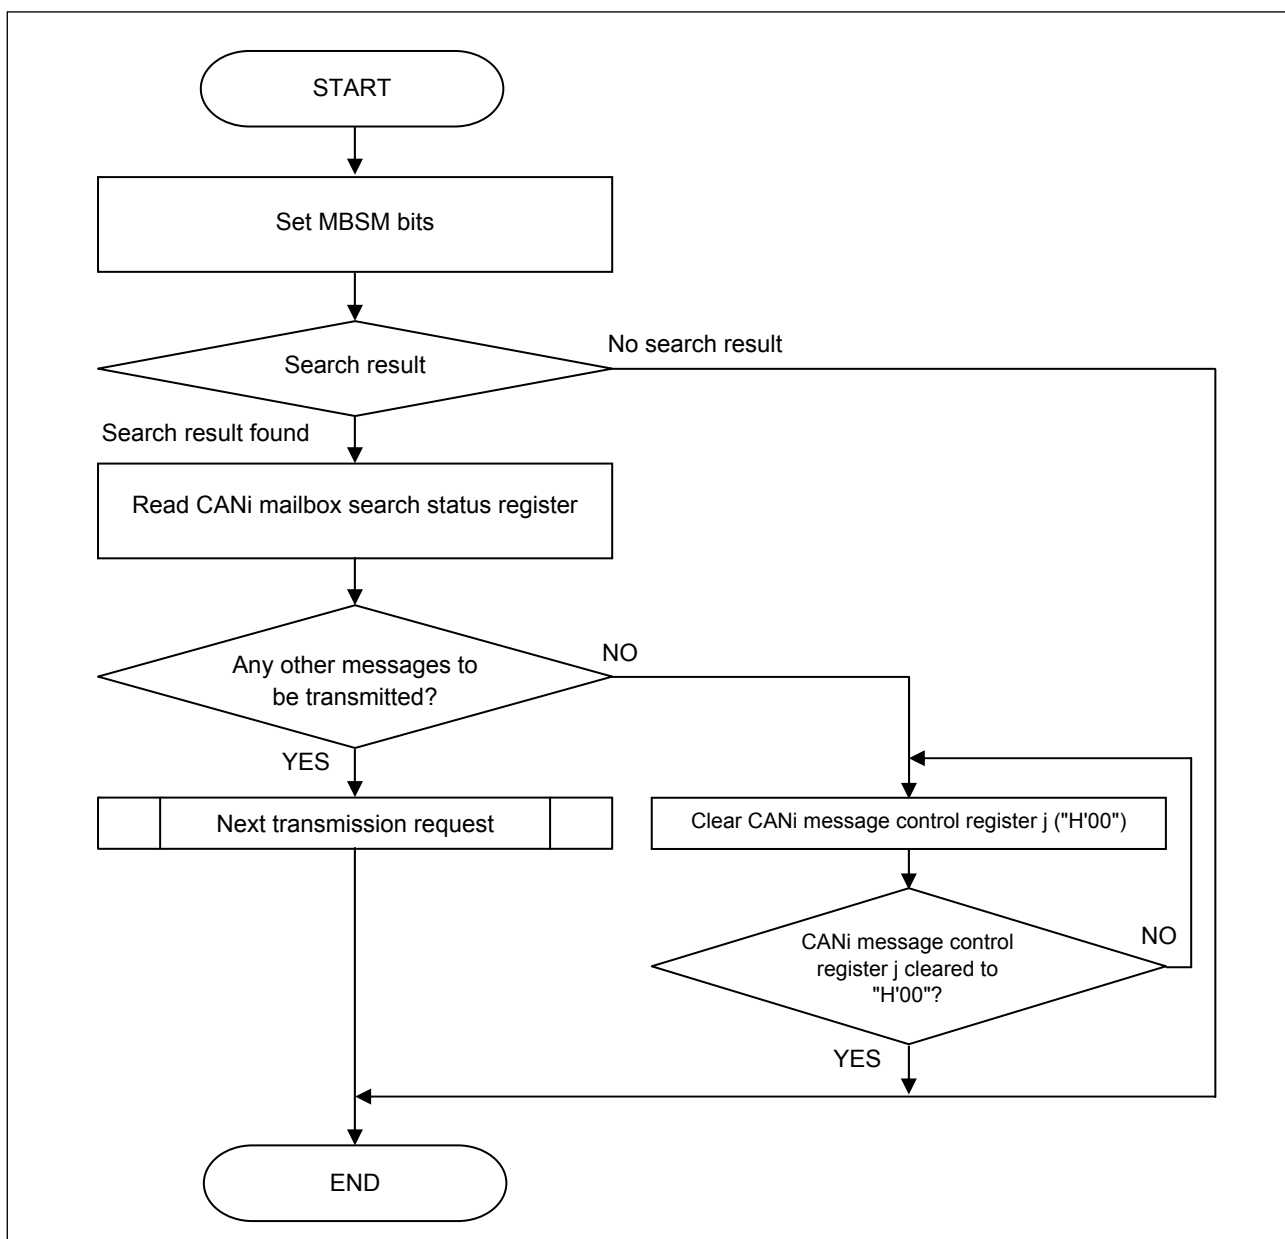 START
Set MBSM bits
Search result
No search result
Search result found
Read CANi mailbox search status register
Any other messages to
be transmitted?
NO
YES
Next transmission request
Clear CANi message control register j ("H'00")
CANi message control
register j cleared to
"H'00"?
NO
YES
END